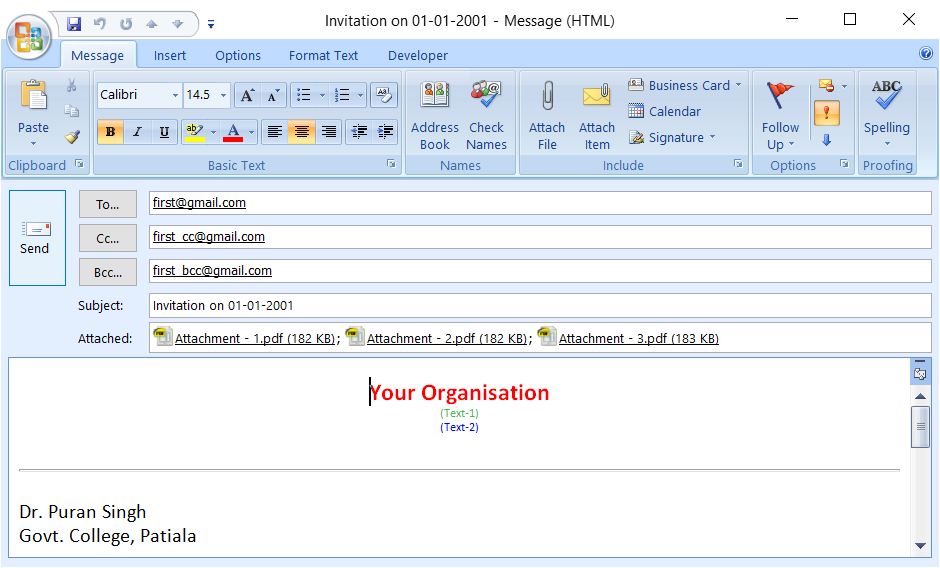 Invitation on 01-01-2001 - Message (HTML)
Message Insert Options Format Text Developer
Calibri 14.5 A A
Business Card
Calendar
Signature
Paste
Address Book
Check Names
Attach File
Attach Item
Follow Up
ABC
Spelling
B I U ab A
Clipboard Basic Text Names Include Options Proofing
Send
To... first@gmail.com
Cc... first_cc@gmail.com
Bcc... first_bcc@gmail.com
Subject: Invitation on 01-01-2001
Attached: Attachment - 1.pdf (182 KB); Attachment - 2.pdf (182 KB); Attachment - 3.pdf (183 KB)
Your Organisation
(Text-1)
(Text-2)
Dr. Puran Singh
Govt. College, Patiala